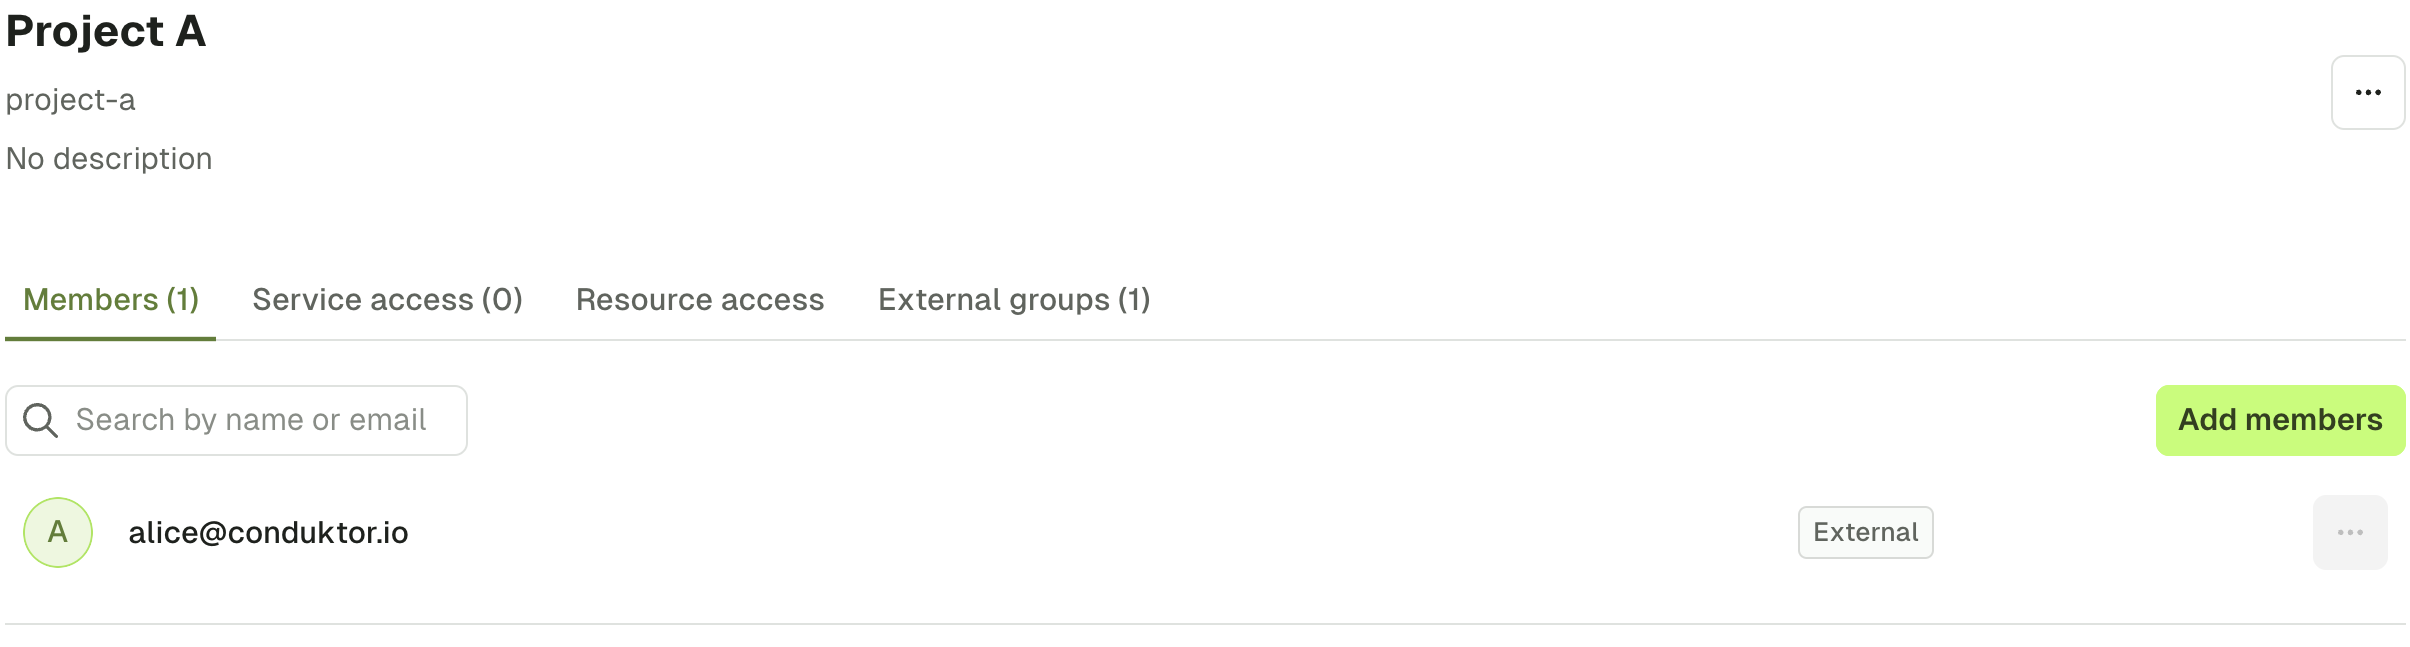 Project A
project-a
No description
Members (1) Service access (0) Resource access External groups (1)
Search by name or email
Add members
A alice@conduktor.io External